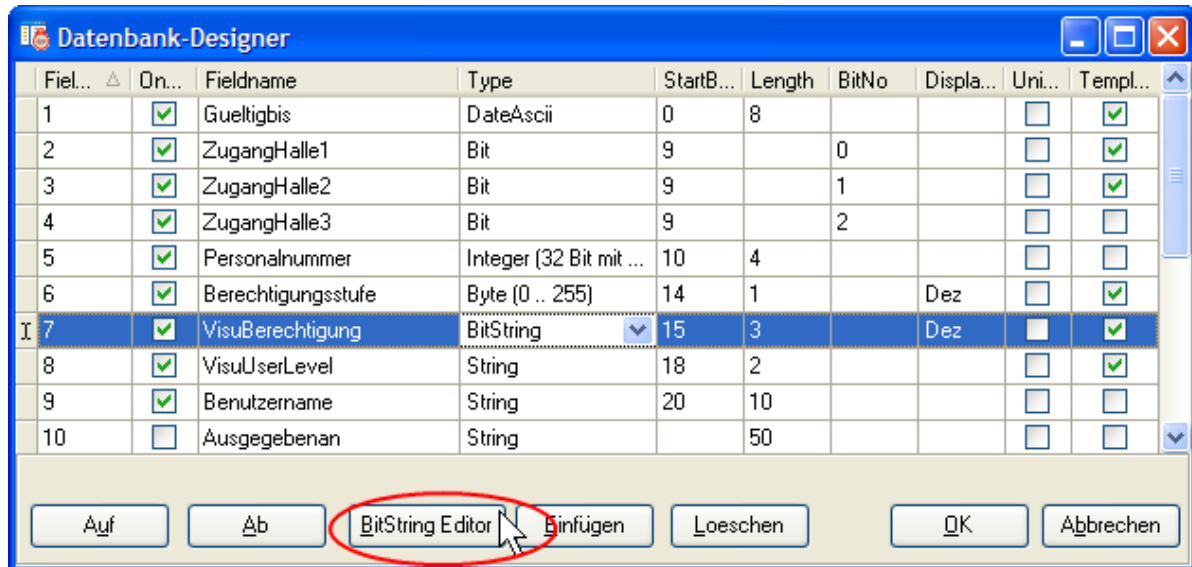 Datenbank-Designer
Fiel... On... Fieldname Type StartB... Length BitNo Displa... Uni... Templ...
1 Gueltigbis DateAscii 0 8
2 ZugangHalle1 Bit 9 0
3 ZugangHalle2 Bit 9 1
4 ZugangHalle3 Bit 9 2
5 Personalnummer Integer (32 Bit mit ... 10 4
6 Berechtigungsstufe Byte (0 .. 255) 14 1 Dez
7 VisuBerechtigung BitString 15 3 Dez
8 VisuUserLevel String 18 2
9 Benutzername String 20 10
10 Ausgegebenan String 50
Auf Ab BitString Editor Einfügen Loeschen OK Abbrechen